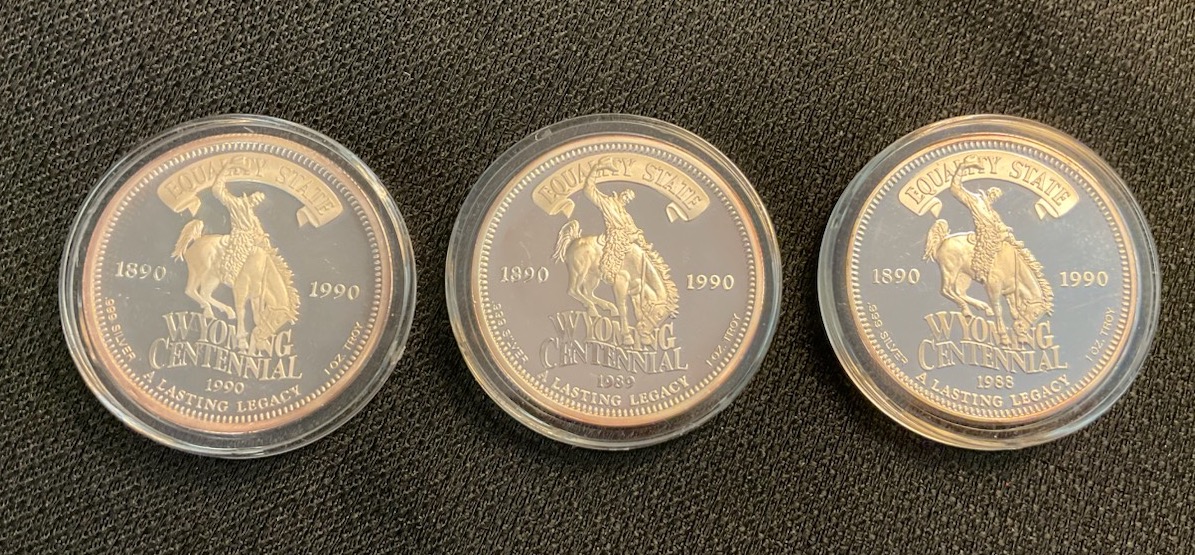 EQUALITY STATE
1890 1990
.999 SILVER
1 OZ. TROY
WYOMING
CENTENNIAL
1990
A LASTING LEGACY
EQUALITY STATE
1890 1990
.999 SILVER
1 OZ. TROY
WYOMING
CENTENNIAL
1989
A LASTING LEGACY
EQUALITY STATE
1890 1990
.999 SILVER
1 OZ. TROY
WYOMING
CENTENNIAL
1988
A LASTING LEGACY